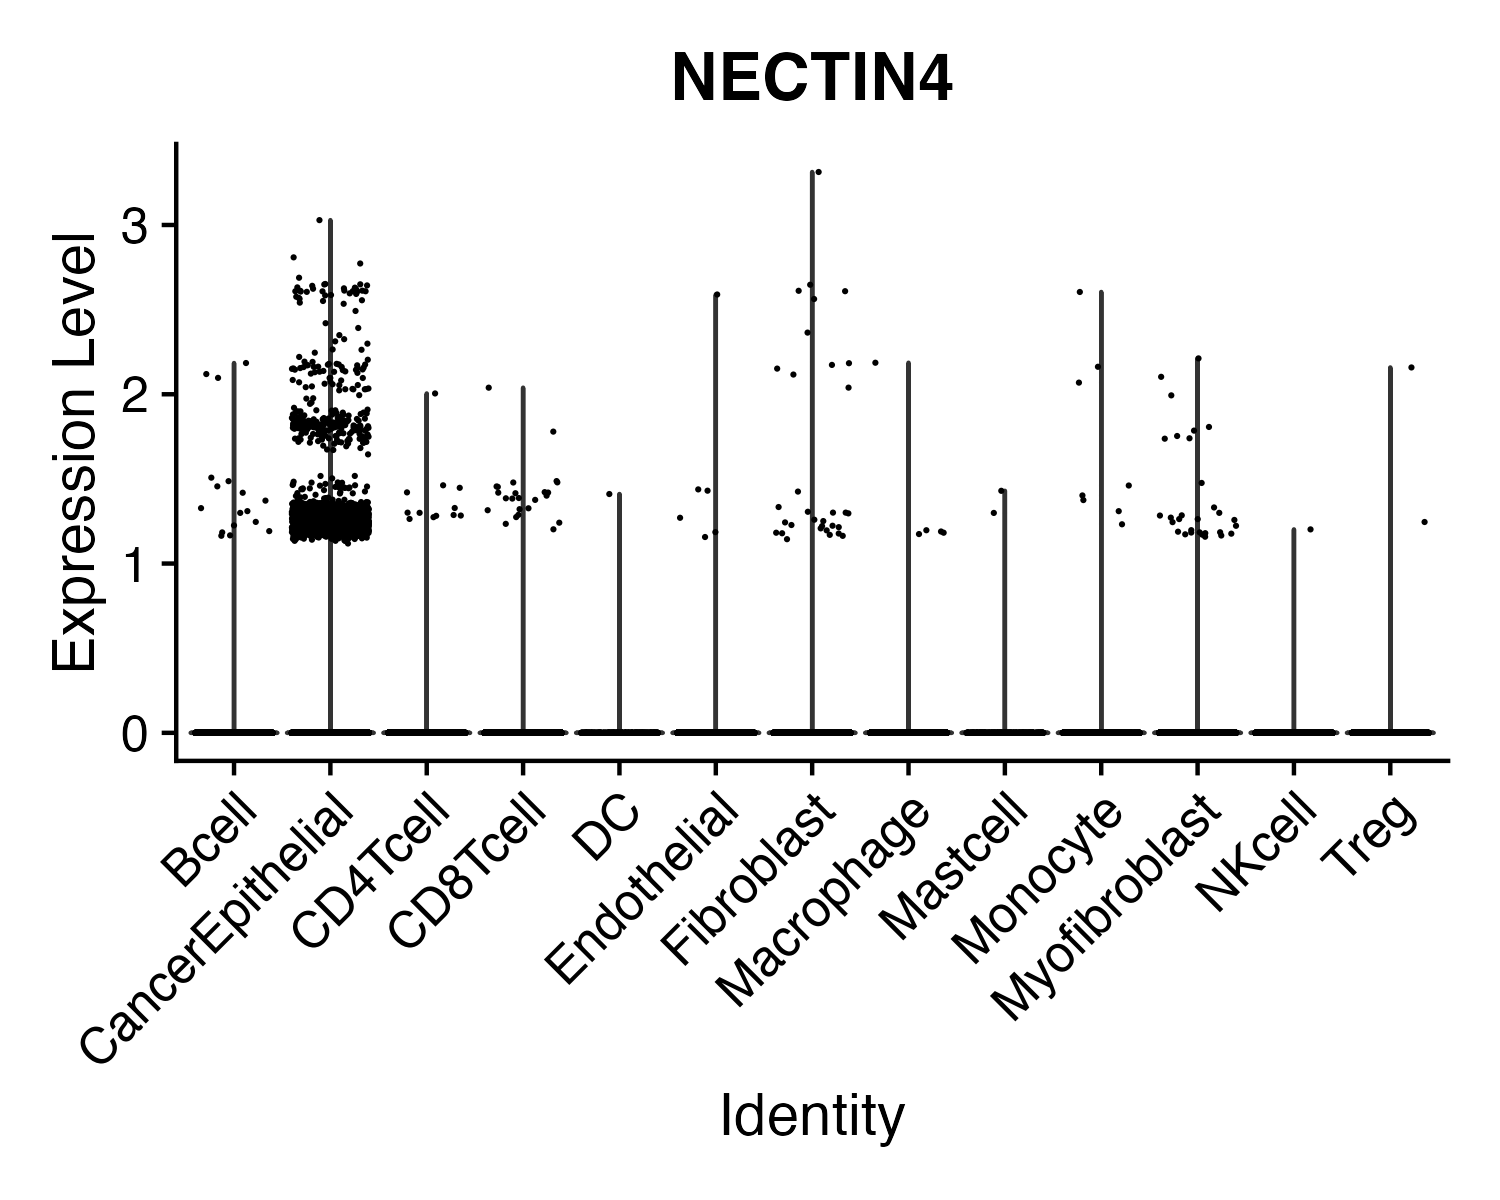 NECTIN4
Expression Level
3
2
1
0
Bcell
CancerEpithelial
CD4Tcell
CD8Tcell
DC
Endothelial
Fibroblast
Macrophage
Mastcell
Monocyte
Myofibroblast
NKcell
Treg
Identity